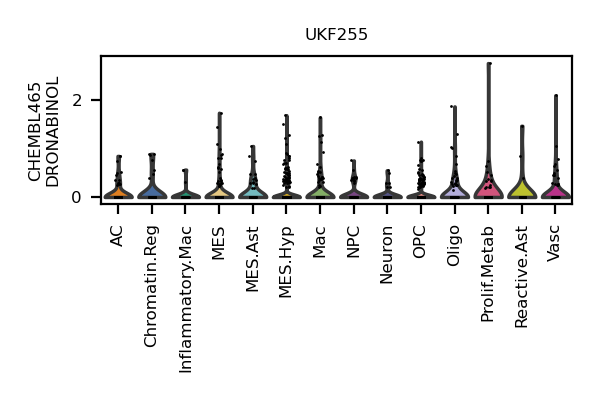 UKF255
CHEMBL465
DRONABINOL
2
0
AC
Chromatin.Reg
Inflammatory.Mac
MES
MES.Ast
MES.Hyp
Mac
NPC
Neuron
OPC
Oligo
Prolif.Metab
Reactive.Ast
Vasc